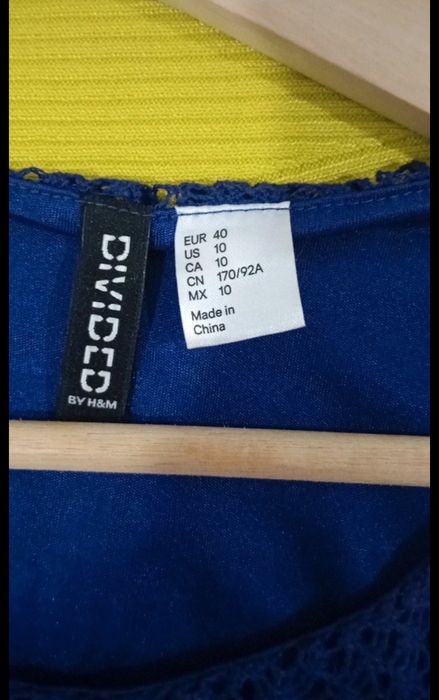 DIVIDED
BY H&M
EUR 40
US 10
CA 10
CN 170/92A
MX 10
Made in
China